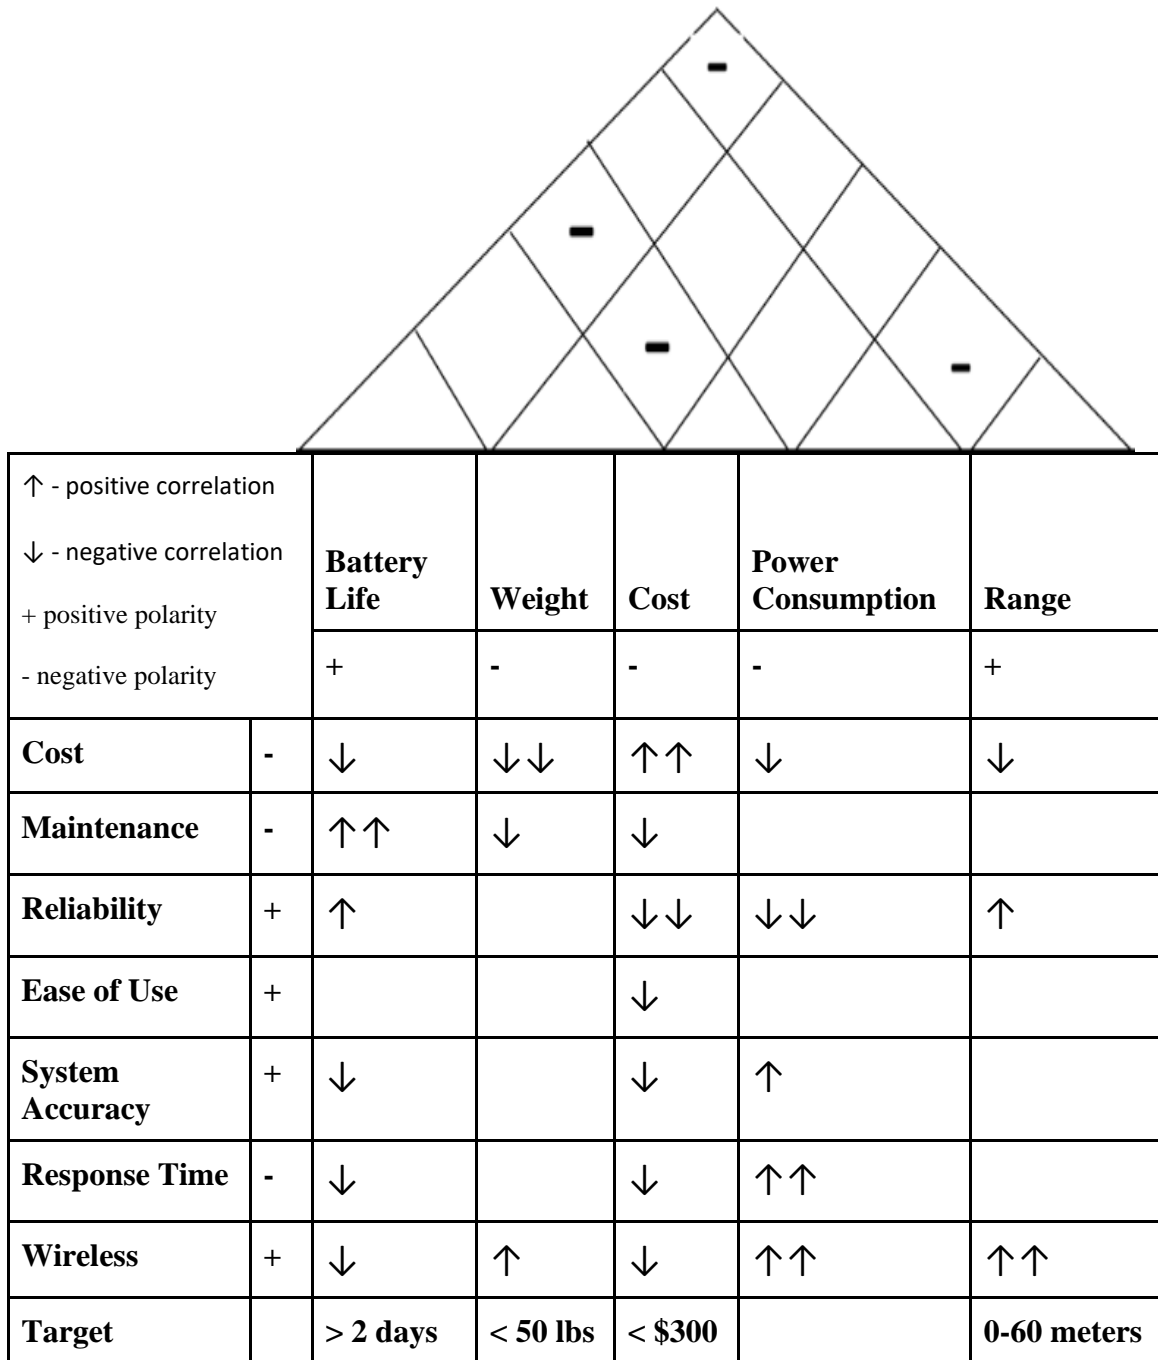 -
-
-
-
↑ - positive correlation
↓ - negative correlation
+ positive polarity
- negative polarity
Battery Life Weight Cost Power Consumption Range
+ - - - +
Cost - ↓ ↓↓ ↑↑ ↓ ↓
Maintenance - ↑↑ ↓ ↓
Reliability + ↑ ↓↓ ↓↓ ↑
Ease of Use + ↓
System Accuracy + ↓ ↓ ↑
Response Time - ↓ ↓ ↑↑
Wireless + ↓ ↑ ↓ ↑↑ ↑↑
Target > 2 days < 50 lbs < $300 0-60 meters